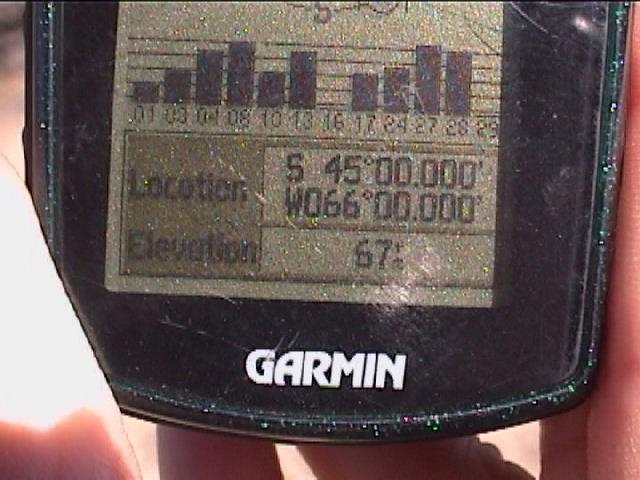 01 03 04 08 10 13 16 17 24 27 28 29
Location S 45°00.000'
W066°00.000'
Elevation 67
GARMIN